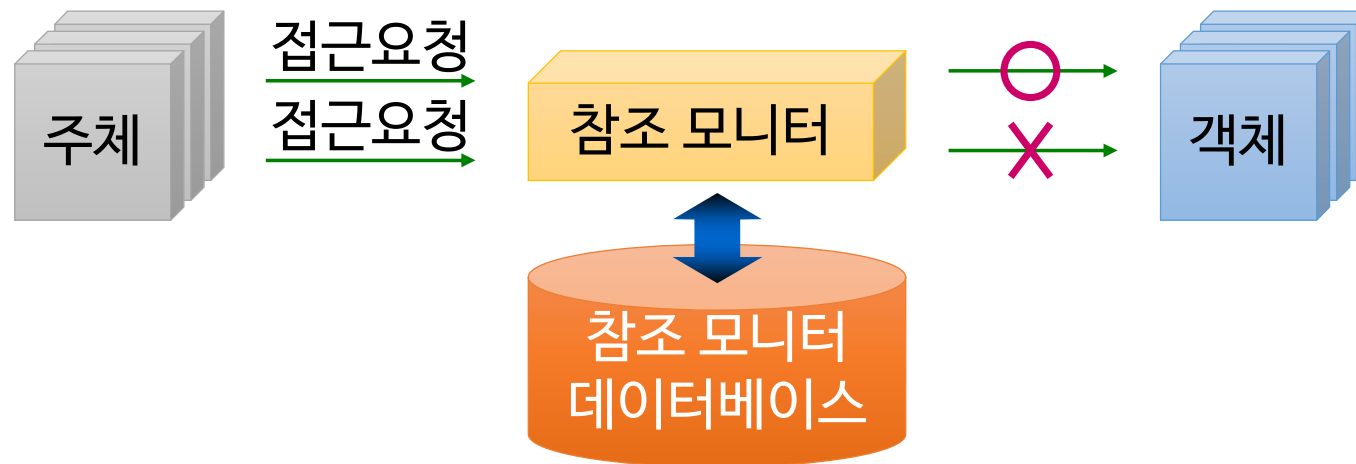 주체
접근요청
접근요청
참조 모니터
객체
참조 모니터
데이터베이스